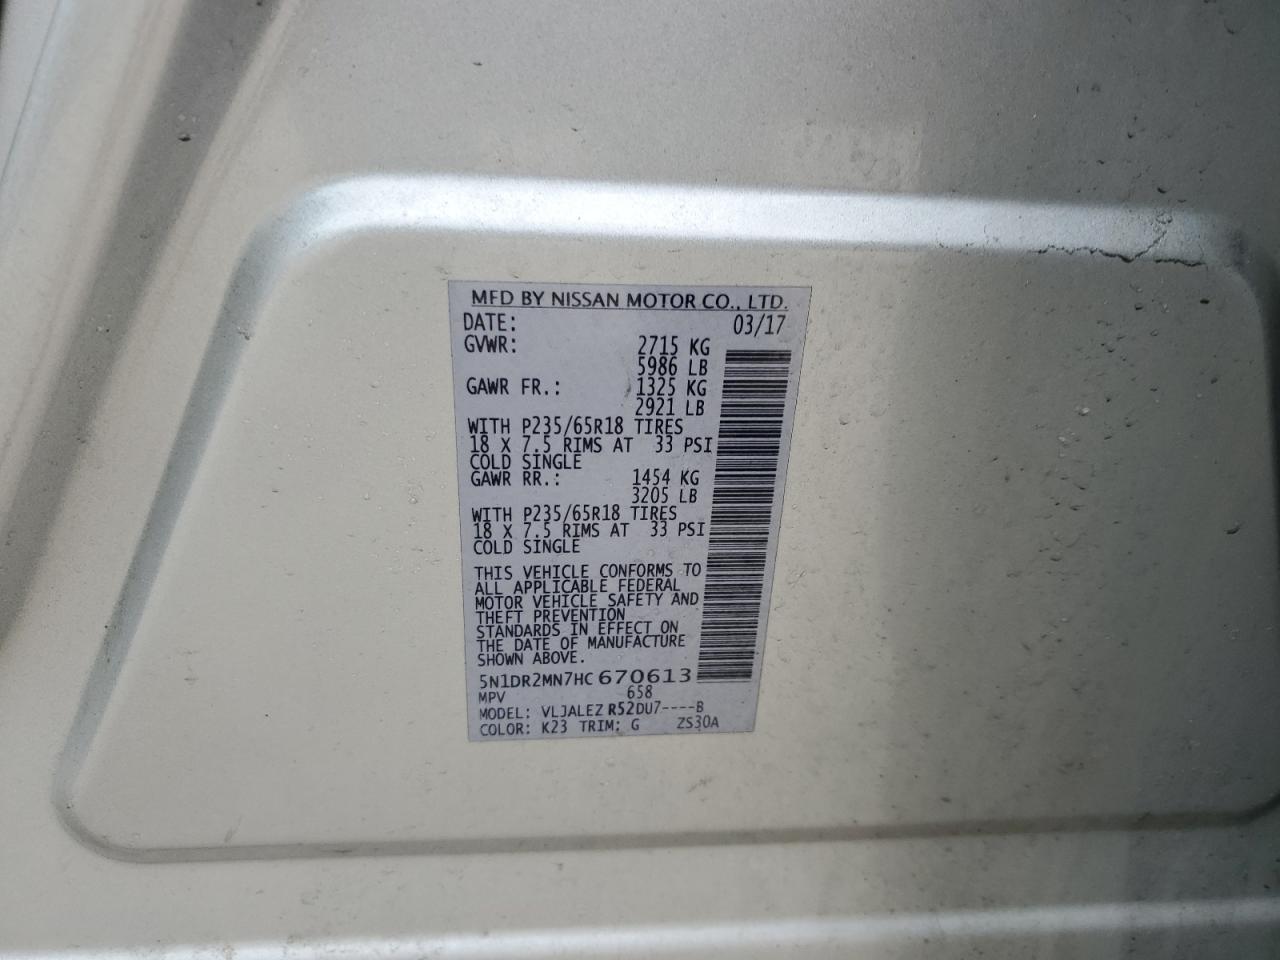 MFD BY NISSAN MOTOR CO., LTD.
DATE: 03/17
GVWR: 2715 KG
5986 LB
GAWR FR.: 1325 KG
2921 LB
WITH P235/65R18 TIRES
18 X 7.5 RIMS AT 33 PSI
COLD SINGLE
GAWR RR.: 1454 KG
3205 LB
WITH P235/65R18 TIRES
18 X 7.5 RIMS AT 33 PSI
COLD SINGLE
THIS VEHICLE CONFORMS TO
ALL APPLICABLE FEDERAL
MOTOR VEHICLE SAFETY AND
THEFT PREVENTION
STANDARDS IN EFFECT ON
THE DATE OF MANUFACTURE
SHOWN ABOVE.
5N1DR2MN7HC670613
MPV 658
MODEL: VLJALEZ R52DU7----B
COLOR: K23 TRIM: G ZS30A